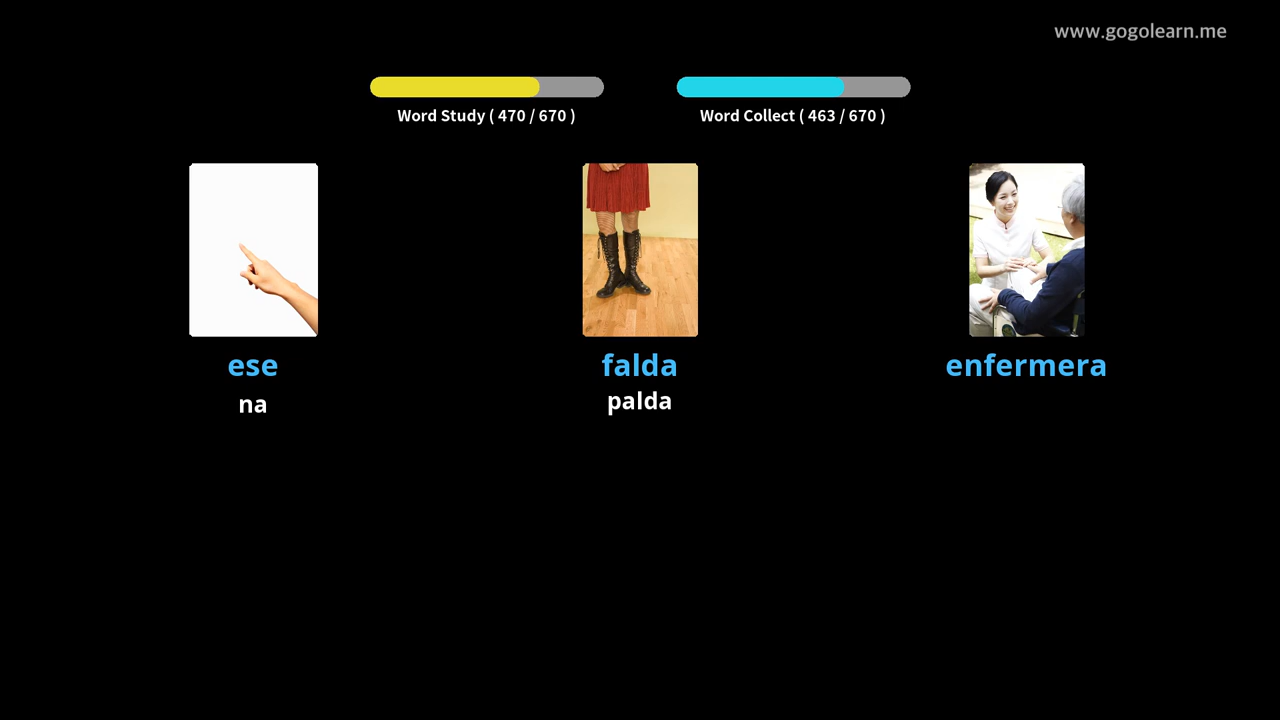 www.gogolearn.me
Word Study ( 470 / 670 )
Word Collect ( 463 / 670 )
ese
na
falda
palda
enfermera